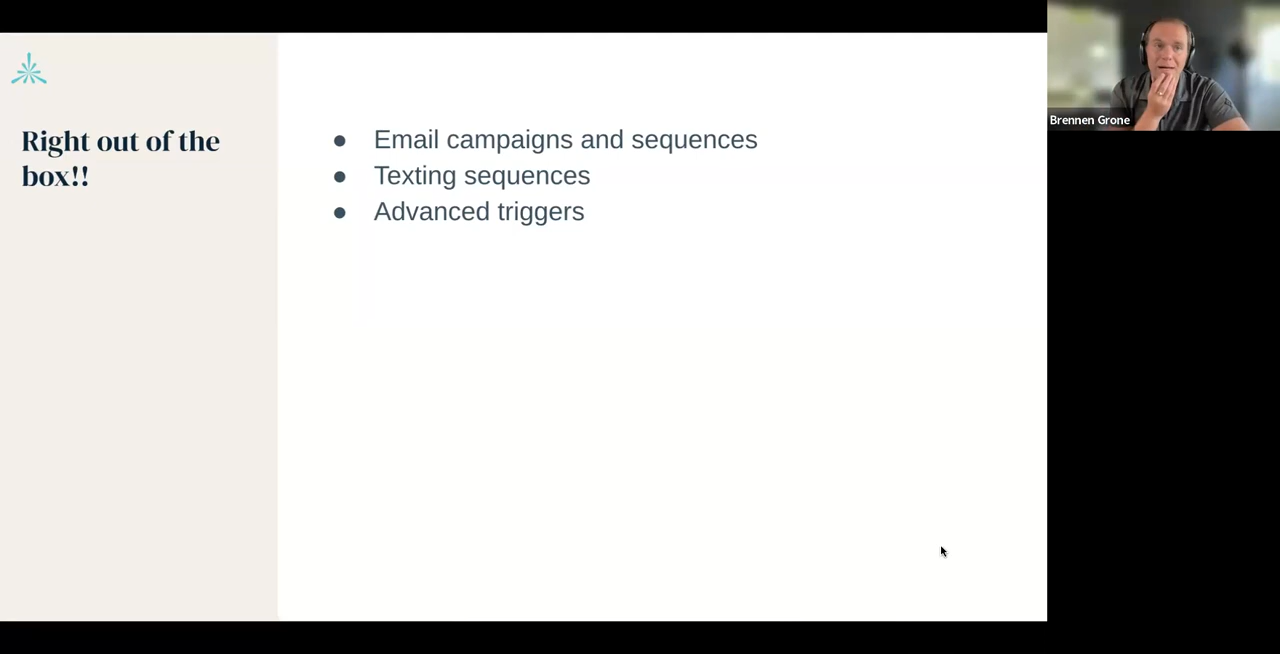 Right out of the
box!!
● Email campaigns and sequences
● Texting sequences
● Advanced triggers
Brennen Grone